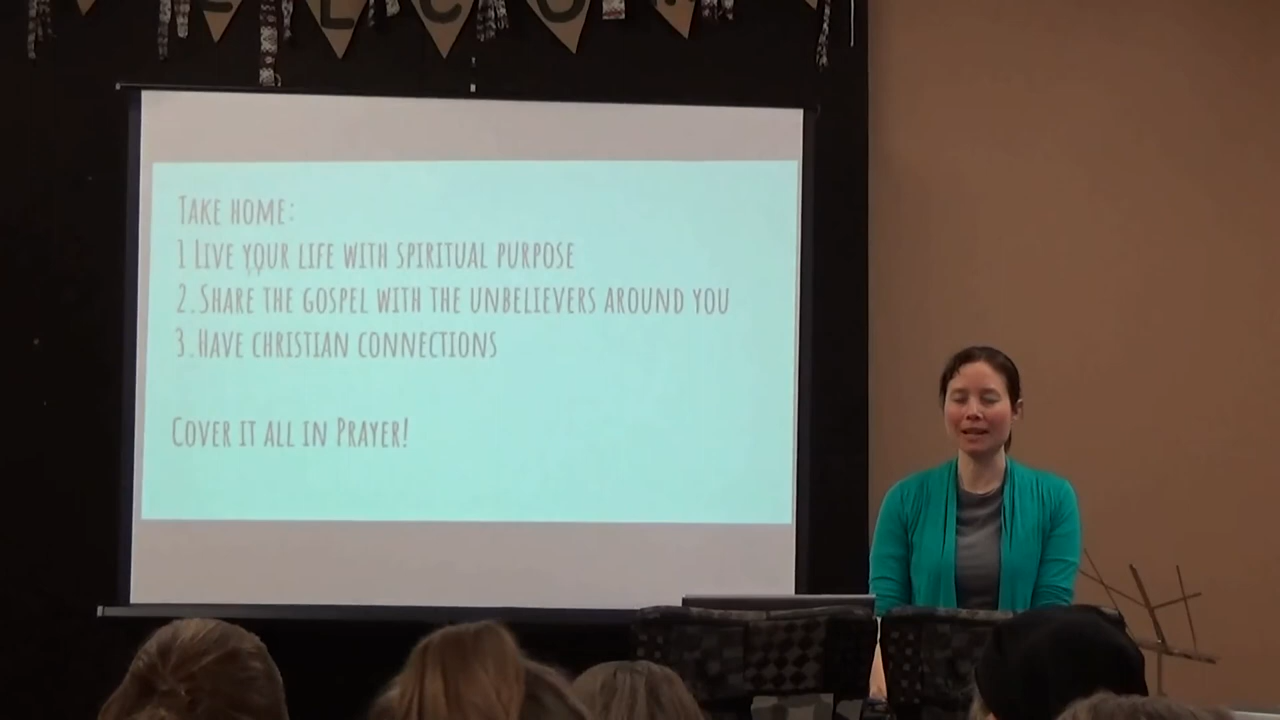 LCO
TAKE HOME:
1 LIVE YOUR LIFE WITH SPIRITUAL PURPOSE
2.SHARE THE GOSPEL WITH THE UNBELIEVERS AROUND YOU
3.HAVE CHRISTIAN CONNECTIONS
COVER IT ALL IN PRAYER!